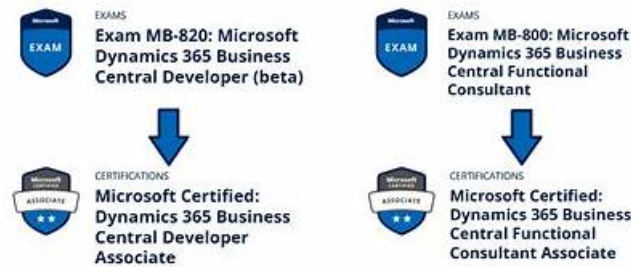 Microsoft
EXAM
EXAMS
Exam MB-820: Microsoft
Dynamics 365 Business
Central Developer (beta)
Microsoft
EXAM
EXAMS
Exam MB-800: Microsoft
Dynamics 365 Business
Central Functional
Consultant
Microsoft
CERTIFIED
ASSOCIATE
CERTIFICATIONS
Microsoft Certified:
Dynamics 365 Business
Central Developer
Associate
Microsoft
CERTIFIED
ASSOCIATE
CERTIFICATIONS
Microsoft Certified:
Dynamics 365 Business
Central Functional
Consultant Associate